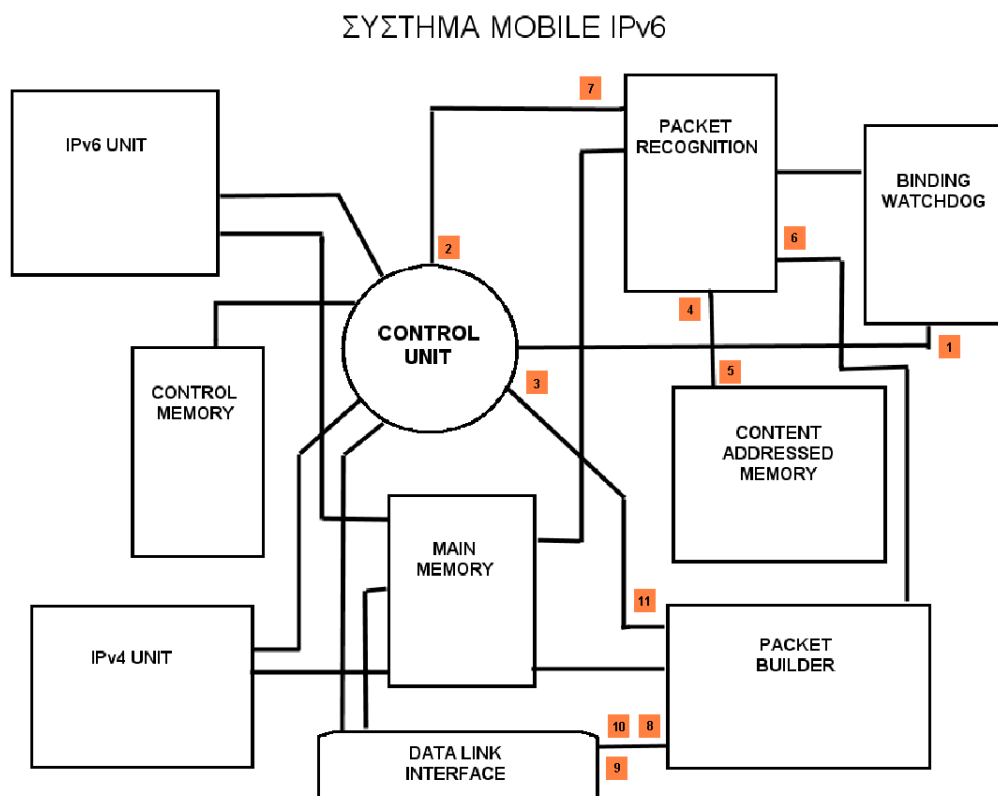 ΣΥΣΤΗΜΑ MOBILE IPv6
7
PACKET
RECOGNITION
IPv6 UNIT
BINDING
WATCHDOG
6
2
4
CONTROL
UNIT
1
3
5
CONTROL
MEMORY
CONTENT
ADDRESSED
MEMORY
MAIN
MEMORY
11
IPv4 UNIT
PACKET
BUILDER
10
8
DATA LINK
INTERFACE
9